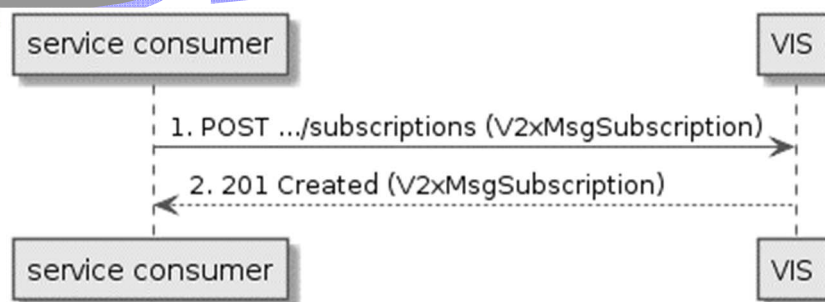 service consumer
VIS
1. POST .../subscriptions (V2xMsgSubscription)
2. 201 Created (V2xMsgSubscription)
service consumer
VIS